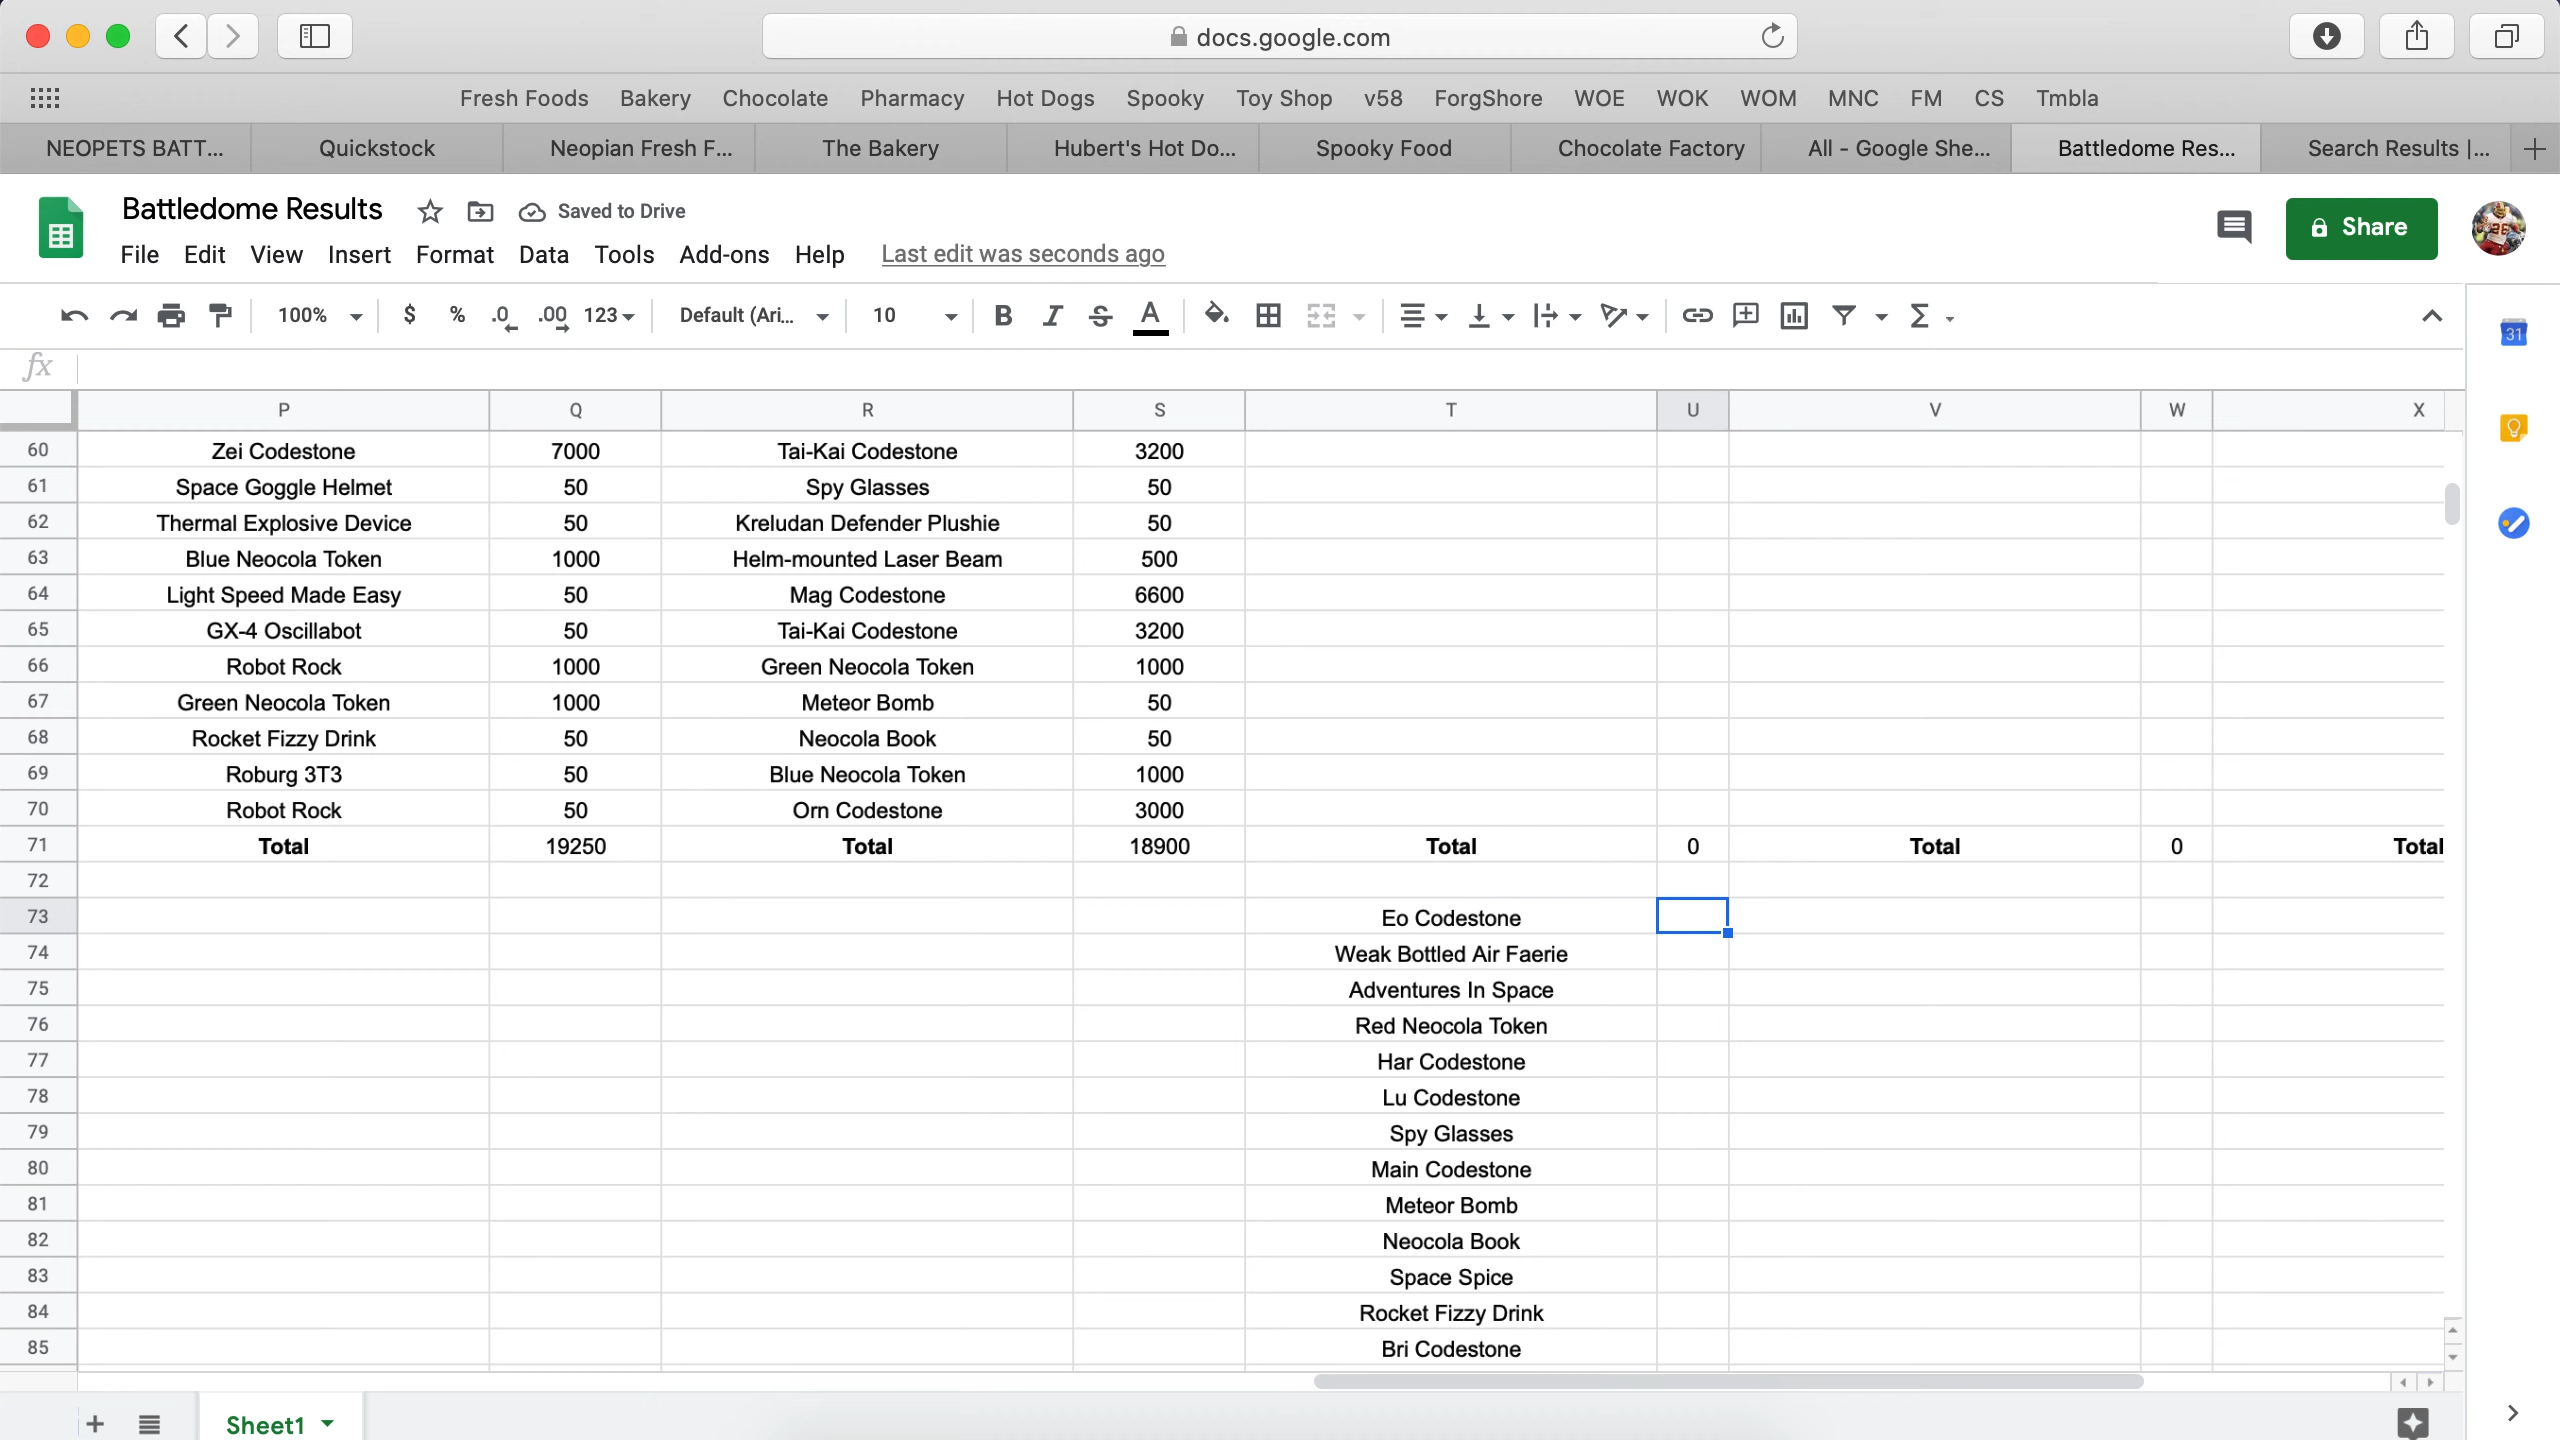 docs.google.com
Fresh Foods Bakery Chocolate Pharmacy Hot Dogs Spooky Toy Shop v58 ForgShore WOE WOK WOM MNC FM CS Tmbla
NEOPETS BATT... Quickstock Neopian Fresh F... The Bakery Hubert's Hot Do... Spooky Food Chocolate Factory All - Google She... Battledome Res... Search Results |...
Battledome Results Saved to Drive
Share
File Edit View Insert Format Data Tools Add-ons Help Last edit was seconds ago
100% $ % .0 .00 123 Default (Ari... 10 B I S A Σ
31
fx
P Q R S T U V W X
60 Zei Codestone 7000 Tai-Kai Codestone 3200
61 Space Goggle Helmet 50 Spy Glasses 50
62 Thermal Explosive Device 50 Kreludan Defender Plushie 50
63 Blue Neocola Token 1000 Helm-mounted Laser Beam 500
64 Light Speed Made Easy 50 Mag Codestone 6600
65 GX-4 Oscillabot 50 Tai-Kai Codestone 3200
66 Robot Rock 1000 Green Neocola Token 1000
67 Green Neocola Token 1000 Meteor Bomb 50
68 Rocket Fizzy Drink 50 Neocola Book 50
69 Roburg 3T3 50 Blue Neocola Token 1000
70 Robot Rock 50 Orn Codestone 3000
71 Total 19250 Total 18900 Total 0 Total 0 Total
72
73 Eo Codestone
74 Weak Bottled Air Faerie
75 Adventures In Space
76 Red Neocola Token
77 Har Codestone
78 Lu Codestone
79 Spy Glasses
80 Main Codestone
81 Meteor Bomb
82 Neocola Book
83 Space Spice
84 Rocket Fizzy Drink
85 Bri Codestone
Sheet1